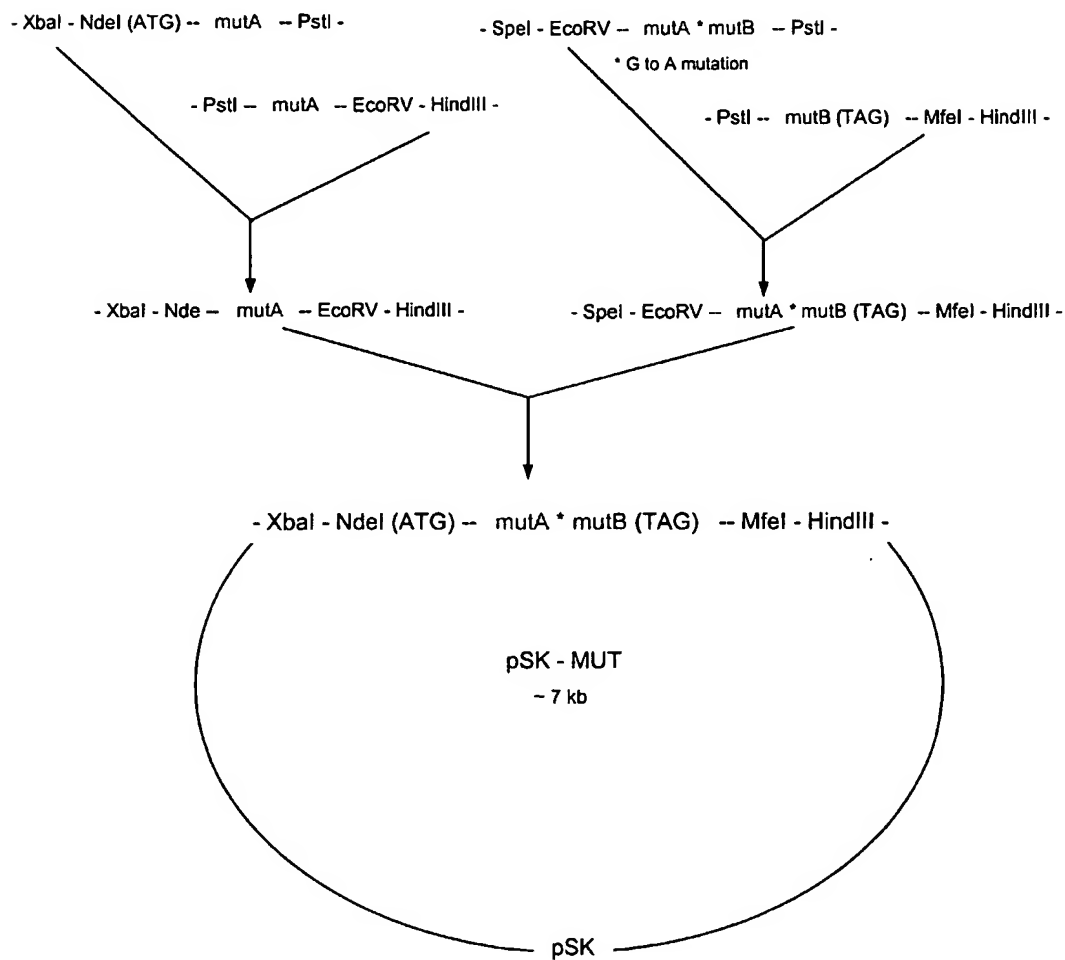 - XbaI - NdeI (ATG) -- mutA -- PstI -
- SpeI - EcoRV -- mutA * mutB -- PstI -
* G to A mutation
- PstI -- mutA -- EcoRV - HindIII -
- PstI -- mutB (TAG) -- MfeI - HindIII -
- XbaI - Nde -- mutA -- EcoRV - HindIII -
- SpeI - EcoRV -- mutA * mutB (TAG) -- MfeI - HindIII -
- XbaI - NdeI (ATG) -- mutA * mutB (TAG) -- MfeI - HindIII -
pSK - MUT
~ 7 kb
pSK